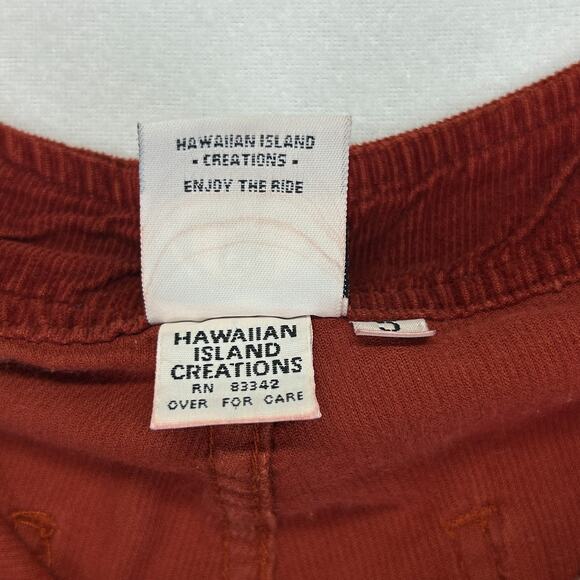 HAWAIIAN ISLAND
- CREATIONS -
ENJOY THE RIDE
HAWAIIAN
ISLAND
CREATIONS
RN 83342
OVER FOR CARE